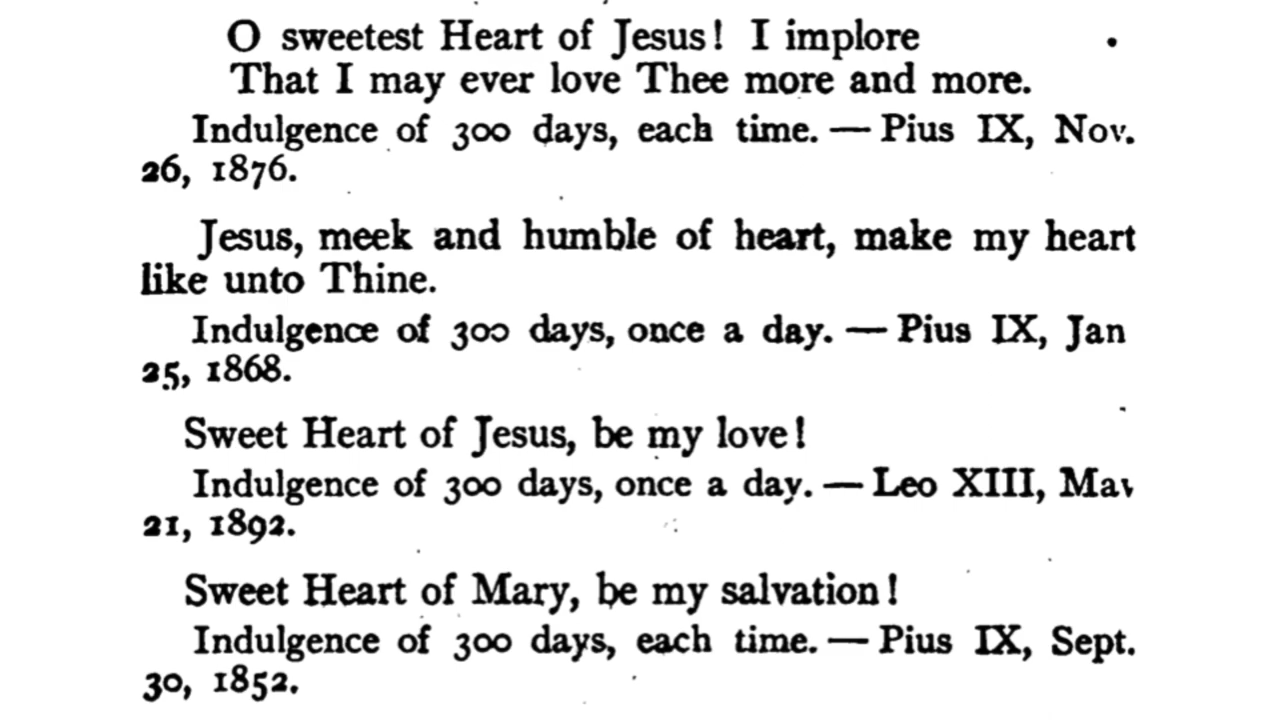 O sweetest Heart of Jesus! I implore
That I may ever love Thee more and more.
Indulgence of 300 days, each time. — Pius IX, Nov.
26, 1876.
Jesus, meek and humble of heart, make my heart
like unto Thine.
Indulgence of 300 days, once a day. — Pius IX, Jan
25, 1868.
Sweet Heart of Jesus, be my love!
Indulgence of 300 days, once a day. — Leo XIII, May
21, 1892.
Sweet Heart of Mary, be my salvation!
Indulgence of 300 days, each time. — Pius IX, Sept.
30, 1852.